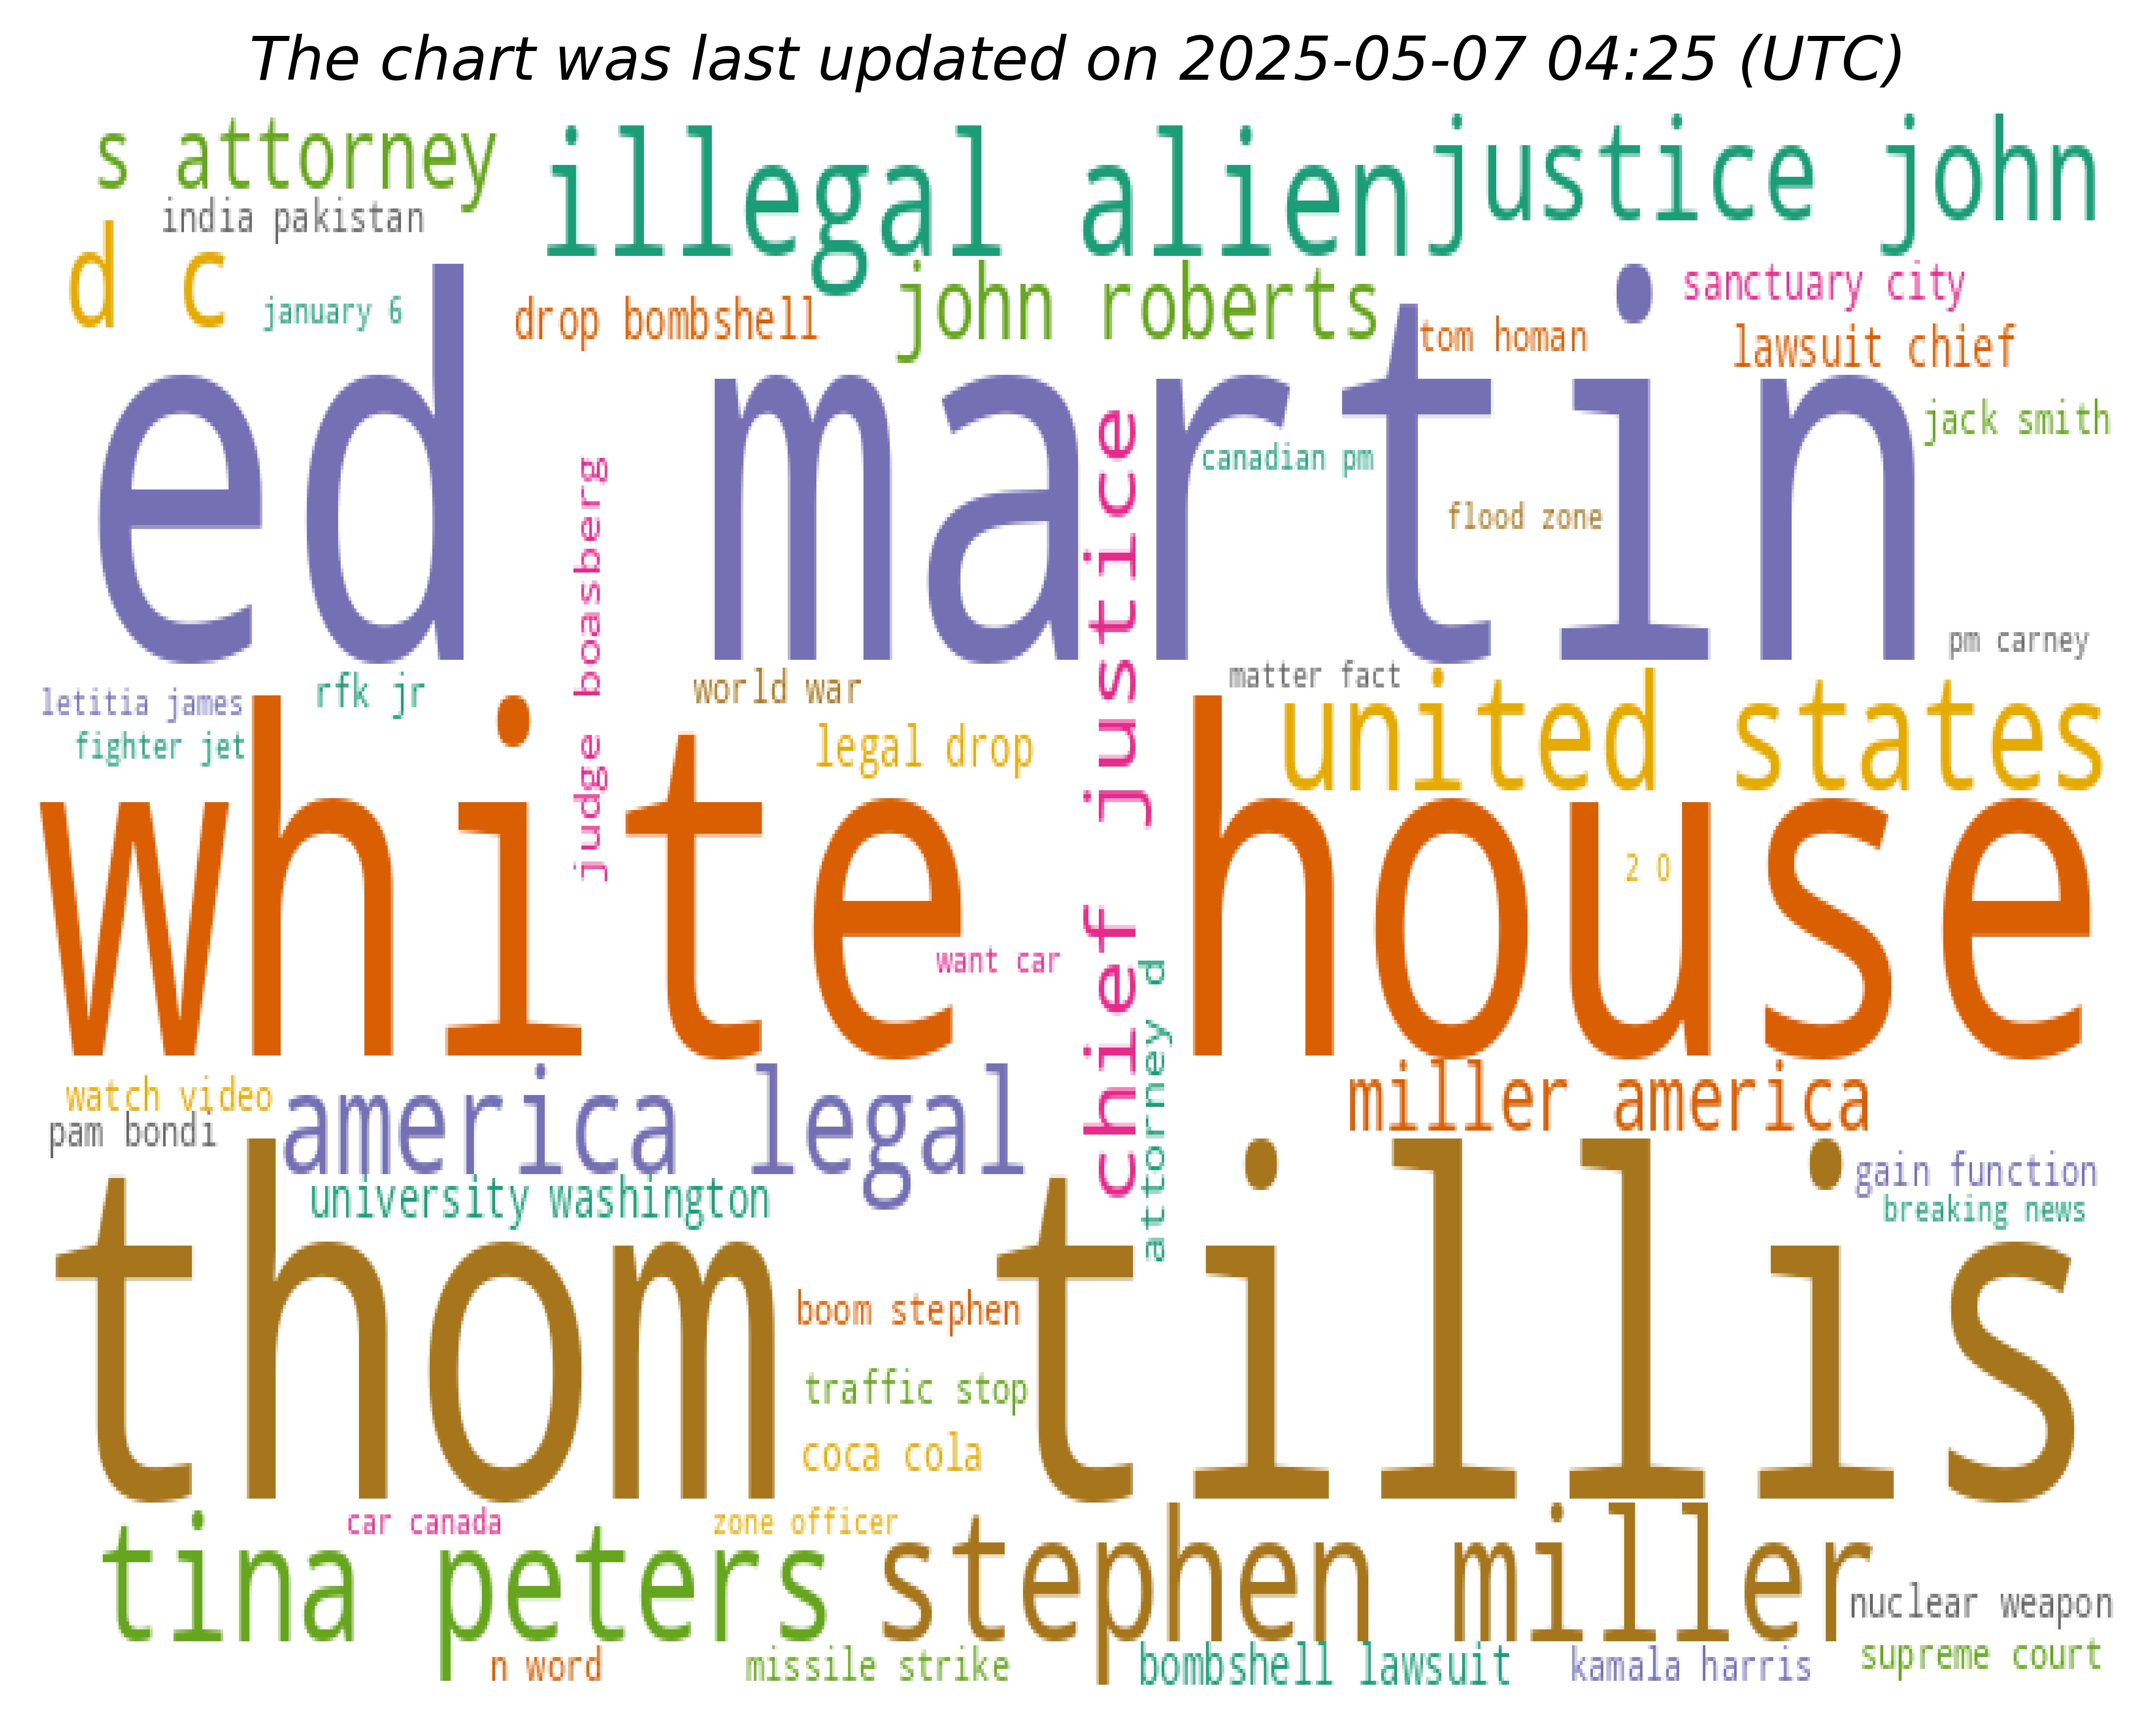 The chart was last updated on 2025-05-07 04:25 (UTC)
s attorney
illegal alien
justice john
india pakistan
d c
january 6
drop bombshell
john roberts
tom homan
sanctuary city
lawsuit chief
ed martin
jack smith
canadian pm
flood zone
judge boasberg
chief justice
pm carney
matter fact
letitia james
rfk jr
world war
fighter jet
legal drop
united states
white house
2 0
want car
attorney d
watch video
pam bondi
america legal
miller america
university washington
gain function
breaking news
thom tillis
boom stephen
traffic stop
coca cola
car canada
zone officer
tina peters
stephen miller
nuclear weapon
n word
missile strike
bombshell lawsuit
kamala harris
supreme court